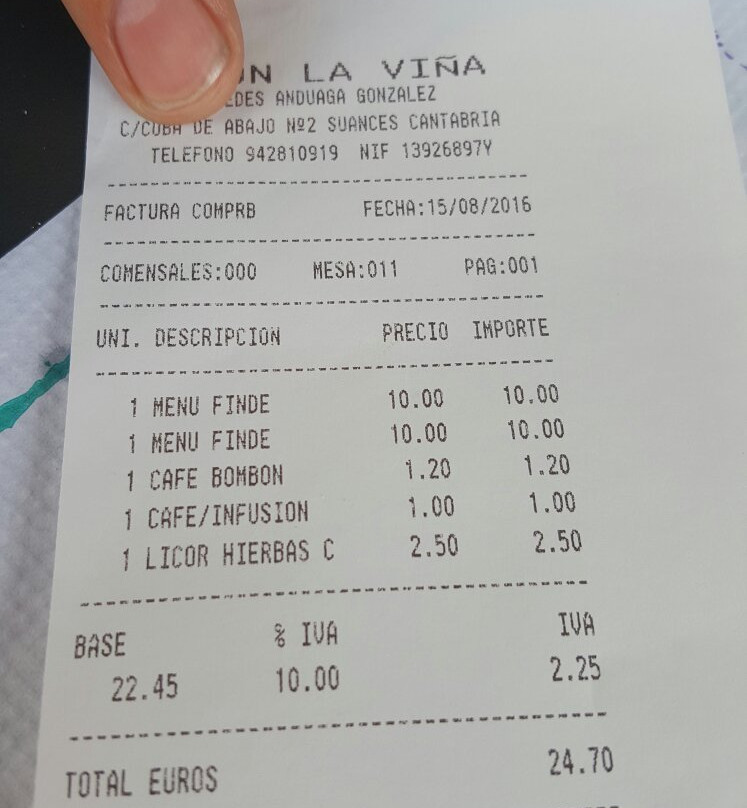 LA VIÑA
ANDUAGA GONZALEZ
C/CUBA DE ABAJO Nº2 SUANCES CANTABRIA
TELEFONO 942810919 NIF 13926897Y
FACTURA COMPRB FECHA:15/08/2016
COMENSALES:000 MESA:011 PAG:001
UNI. DESCRIPCION PRECIO IMPORTE
1 MENU FINDE 10.00 10.00
1 MENU FINDE 10.00 10.00
1 CAFE BOMBON 1.20 1.20
1 CAFE/INFUSION 1.00 1.00
1 LICOR HIERBAS C 2.50 2.50
BASE % IVA IVA
22.45 10.00 2.25
TOTAL EUROS 24.70